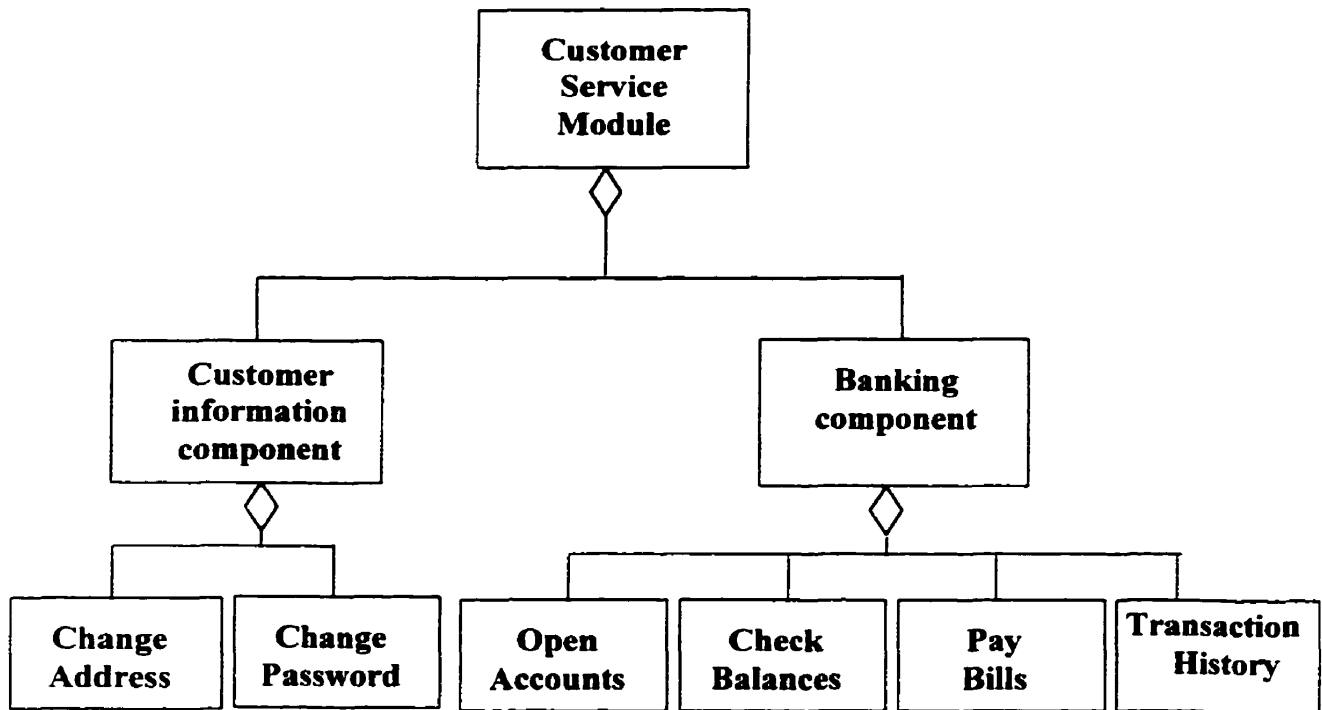 Customer
Service
Module
Customer
information
component
Banking
component
Change
Address
Change
Password
Open
Accounts
Check
Balances
Pay
Bills
Transaction
History